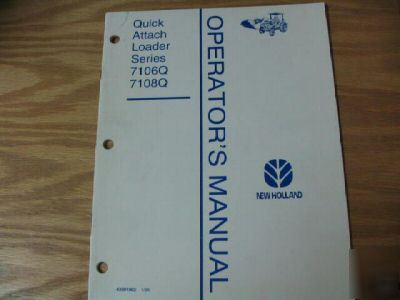 Quick
Attach
Loader
Series
7106Q
7108Q
OPERATOR'S MANUAL
NEW HOLLAND